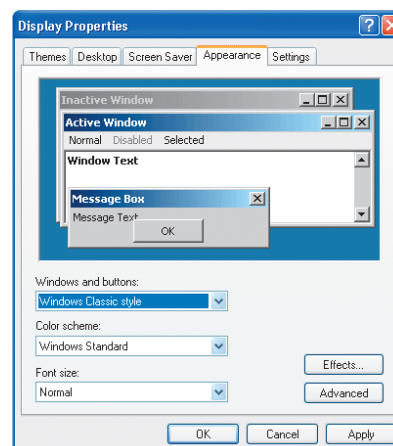 Display Properties
Themes Desktop Screen Saver Appearance Settings
Inactive Window
Active Window
Normal Disabled Selected
Window Text
Message Box
Message Text
OK
Windows and buttons:
Windows Classic style
Color scheme:
Windows Standard
Effects...
Font size:
Normal
Advanced
OK Cancel Apply